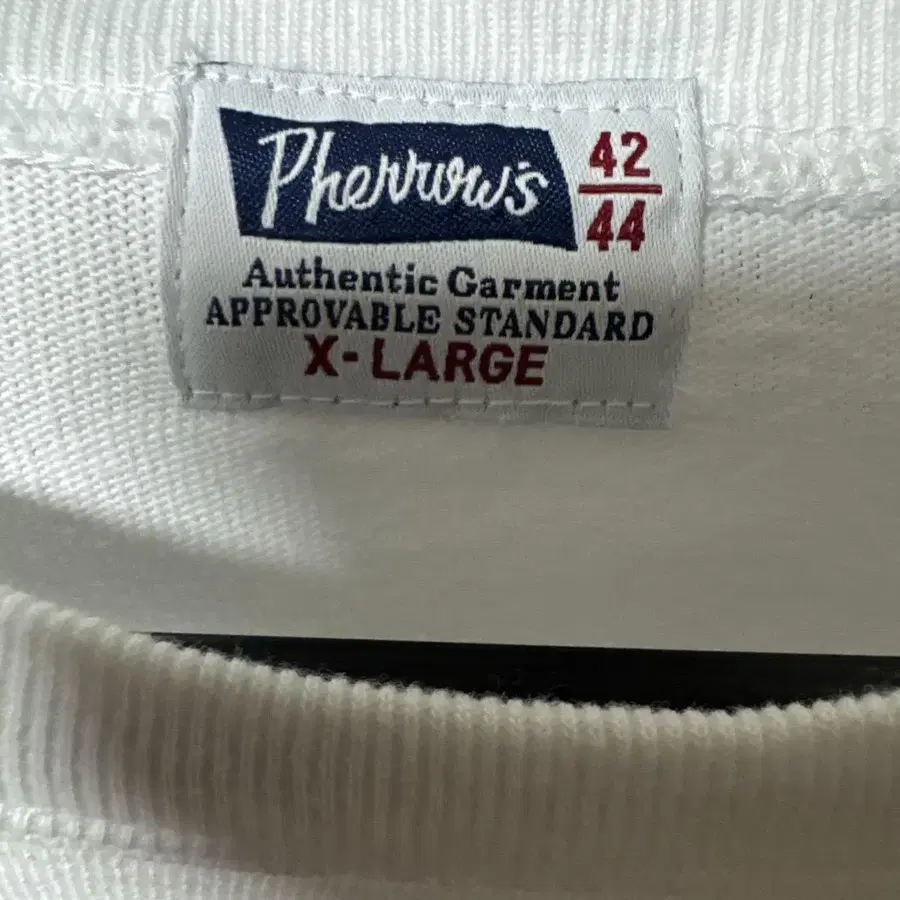 Pherrow's
42
44
Authentic Garment
APPROVABLE STANDARD
X-LARGE